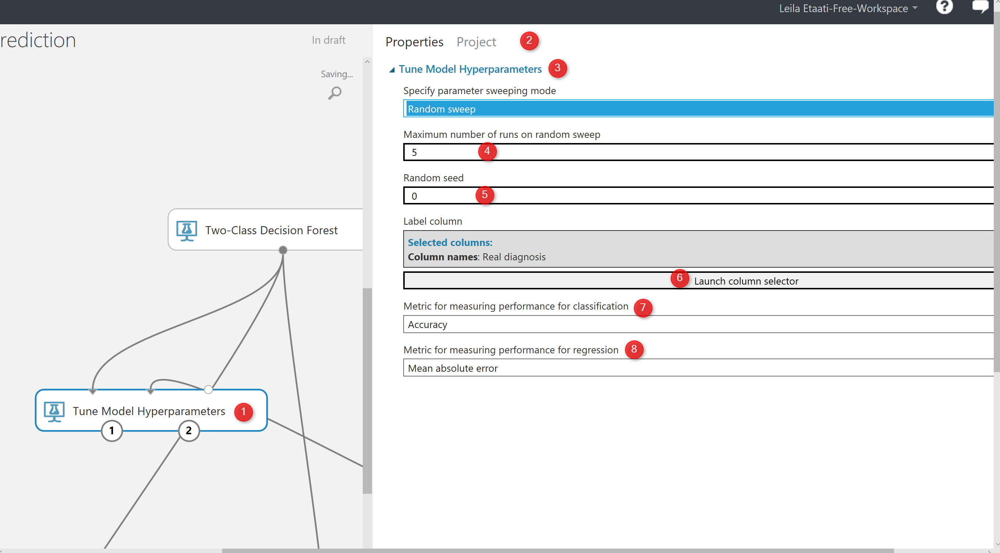 Leila Etaati-Free-Workspace ?
rediction
In draft
Saving...
Two-Class Decision Forest
Tune Model Hyperparameters 1
1 2
Properties Project 2
Tune Model Hyperparameters 3
Specify parameter sweeping mode
Random sweep
Maximum number of runs on random sweep
5 4
Random seed
0 5
Label column
Selected columns:
Column names: Real diagnosis
6 Launch column selector
Metric for measuring performance for classification 7
Accuracy
Metric for measuring performance for regression 8
Mean absolute error